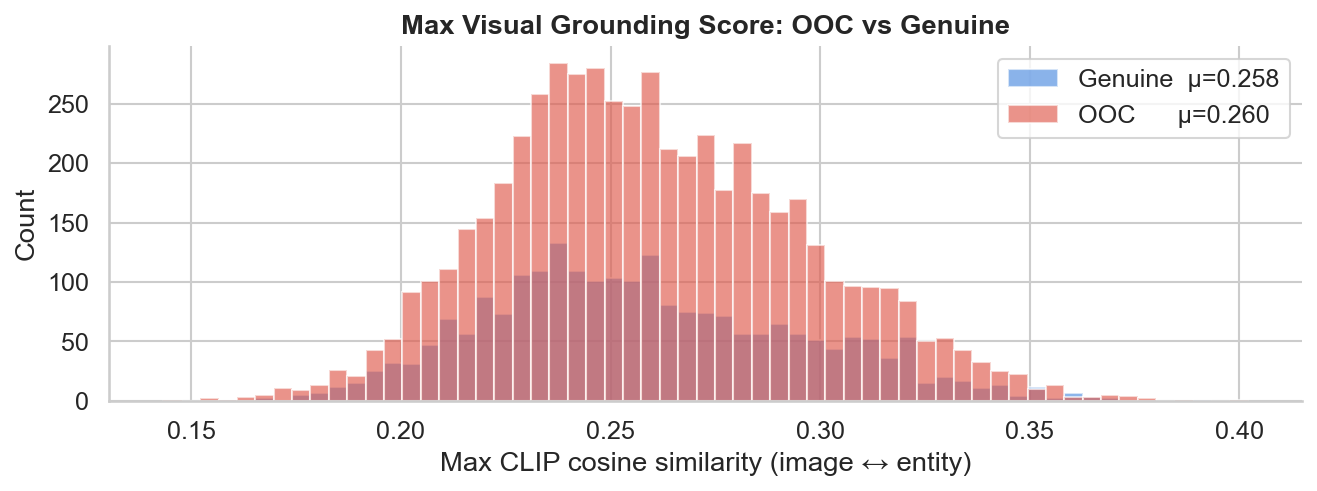 Max Visual Grounding Score: OOC vs Genuine
Genuine μ=0.258
OOC μ=0.260
Count
250
200
150
100
50
0
0.15 0.20 0.25 0.30 0.35 0.40
Max CLIP cosine similarity (image ↔ entity)